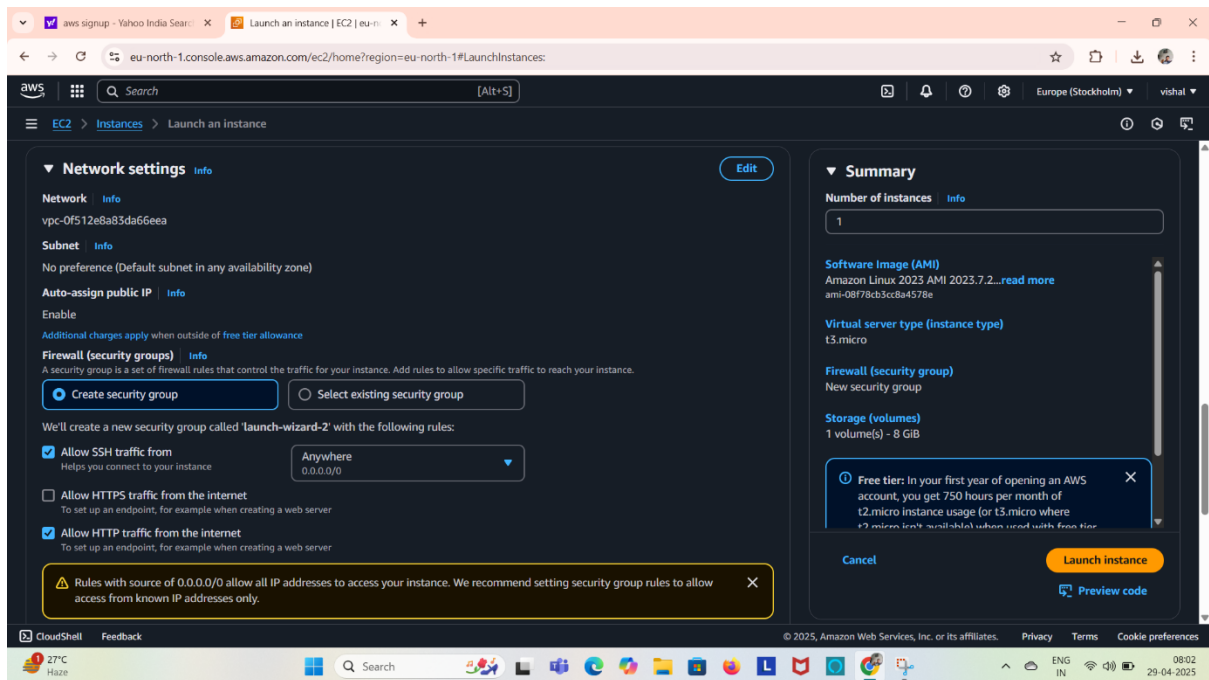 aws signup - Yahoo India Searc
Launch an instance | EC2 | eu-n
eu-north-1.console.aws.amazon.com/ec2/home?region=eu-north-1#LaunchInstances:
aws
Search
[Alt+S]
Europe (Stockholm)
vishal
EC2 > Instances > Launch an instance
Network settings Info
Edit
Network Info
vpc-0f512e8a83da66eea
Subnet Info
No preference (Default subnet in any availability zone)
Auto-assign public IP Info
Enable
Additional charges apply when outside of free tier allowance
Firewall (security groups) Info
A security group is a set of firewall rules that control the traffic for your instance. Add rules to allow specific traffic to reach your instance.
Create security group
Select existing security group
We'll create a new security group called 'launch-wizard-2' with the following rules:
Allow SSH traffic from
Helps you connect to your instance
Anywhere
0.0.0.0/0
Allow HTTPS traffic from the internet
To set up an endpoint, for example when creating a web server
Allow HTTP traffic from the internet
To set up an endpoint, for example when creating a web server
Rules with source of 0.0.0.0/0 allow all IP addresses to access your instance. We recommend setting security group rules to allow
access from known IP addresses only.
Summary
Number of instances Info
1
Software Image (AMI)
Amazon Linux 2023 AMI 2023.7.2...read more
ami-08f78cb3cc8a4578e
Virtual server type (instance type)
t3.micro
Firewall (security group)
New security group
Storage (volumes)
1 volume(s) - 8 GiB
Free tier: In your first year of opening an AWS
account, you get 750 hours per month of
t2.micro instance usage (or t3.micro where
t2.micro isn't available) when used with free tier
Cancel
Launch instance
Preview code
CloudShell Feedback
© 2025, Amazon Web Services, Inc. or its affiliates.
Privacy Terms Cookie preferences
1
27°C
Haze
Search
L
ENG
IN
08:02
29-04-2025